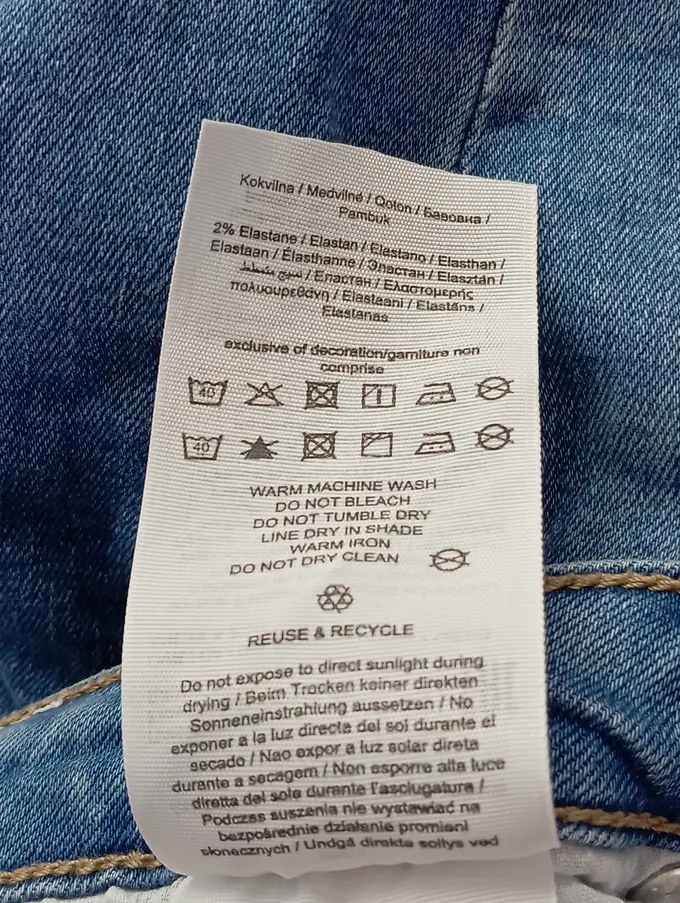 Kokvilna / Medvilnė / Qoton / Бавовна /
Pambuk
2% Elastane / Elastan / Elastano / Elasthan /
Elastaan / Élasthanne / Эластан / Elasztán /
نسيج مطاط / Еластан / Ελαστομερής
πολυουρεθάνη / Elastaani / Elastāns /
Elastanas
exclusive of decoration/garniture non
comprise
40
40
WARM MACHINE WASH
DO NOT BLEACH
DO NOT TUMBLE DRY
LINE DRY IN SHADE
WARM IRON
DO NOT DRY CLEAN
REUSE & RECYCLE
Do not expose to direct sunlight during
drying / Beim Trocken keiner direkten
Sonneneinstrahlung aussetzen / No
exponer a la luz directa del sol durante el
secado / Nao expor a luz solar direta
durante a secagem / Non esporre alla luce
diretta del sole durante l'asciugatura /
Podczas suszenia nie wystawiać na
bezpośrednie działanie promieni
słonecznych / Undgå direkte sollys ved